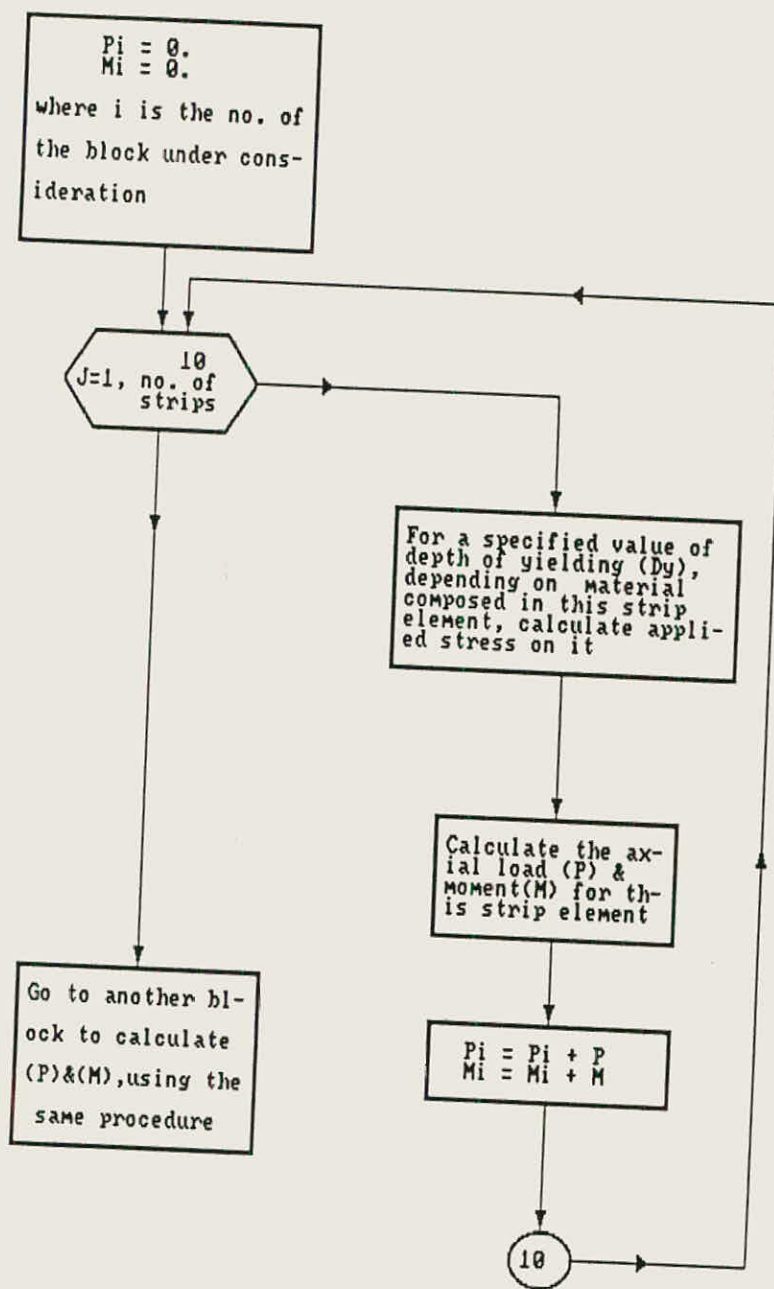 Pi = 0.
Mi = 0.
where i is the no. of
the block under cons-
ideration
10
J=1, no. of
strips
For a specified value of
depth of yielding (Dy),
depending on material
composed in this strip
element, calculate appli-
ed stress on it
Calculate the ax-
ial load (P) &
moment(M) for th-
is strip element
Pi = Pi + P
Mi = Mi + M
10
Go to another bl-
ock to calculate
(P)&(M),using the
same procedure